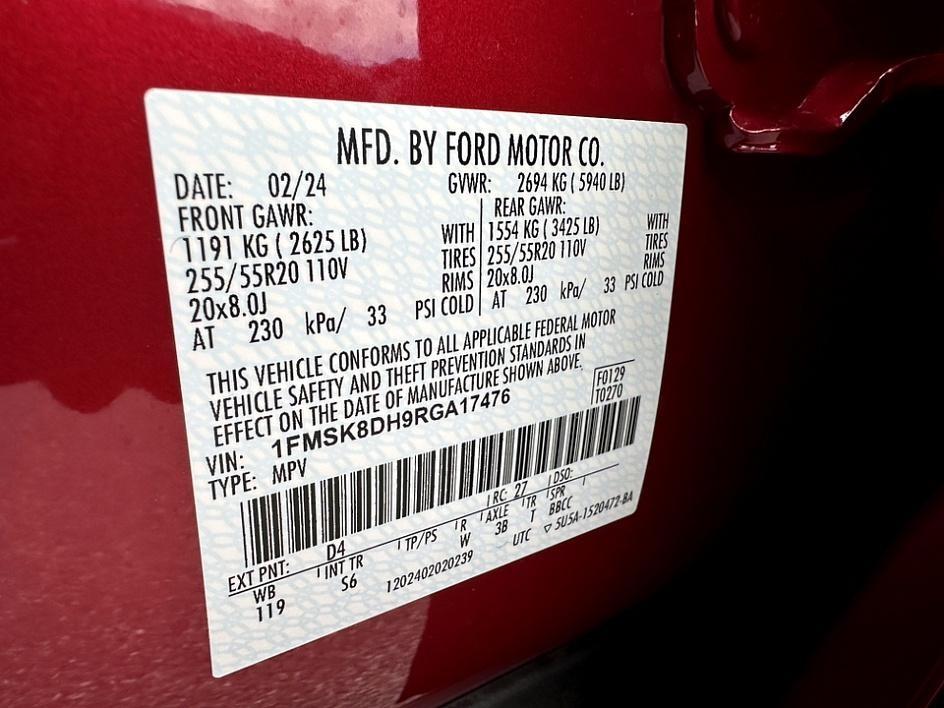 MFD. BY FORD MOTOR CO.
DATE: 02/24 GVWR: 2694 KG ( 5940 LB)
FRONT GAWR: REAR GAWR:
1191 KG ( 2625 LB) WITH 1554 KG ( 3425 LB) WITH
255/55R20 110V TIRES 255/55R20 110V TIRES
20x8.0J RIMS 20x8.0J RIMS
AT 230 kPa/ 33 PSI COLD AT 230 kPa/ 33 PSI COLD
THIS VEHICLE CONFORMS TO ALL APPLICABLE FEDERAL MOTOR
VEHICLE SAFETY AND THEFT PREVENTION STANDARDS IN
EFFECT ON THE DATE OF MANUFACTURE SHOWN ABOVE.
F0129
T0270
VIN: 1FMSK8DH9RGA17476
TYPE: MPV
EXT PNT: D4 RC: 27 DSO:
WB INT TR TP/PS R AXLE TR SPR
119 S6 W 3B T BBCC
1202402020239 UTC ▽ 5U5A-1520472-BA